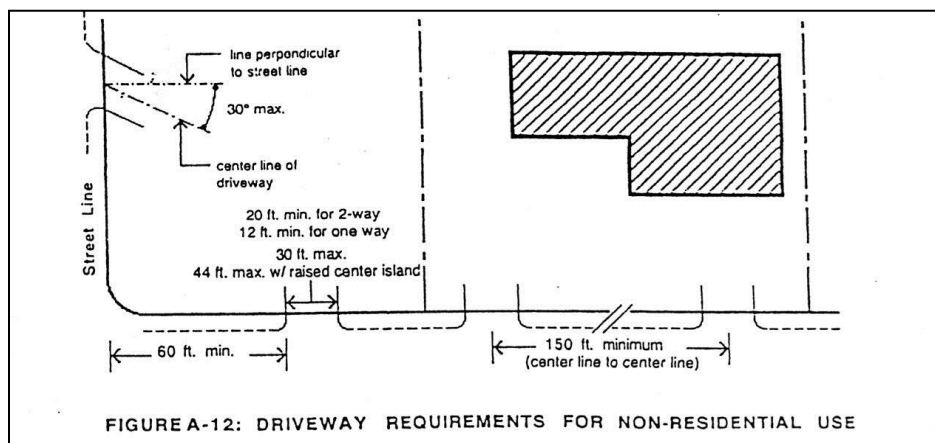 line perpendicular
to street line
30° max.
center line of
driveway
Street Line
20 ft. min. for 2-way
12 ft. min. for one way
30 ft. max.
44 ft. max. w/ raised center island
60 ft. min.
150 ft. minimum
(center line to center line)
FIGURE A-12: DRIVEWAY REQUIREMENTS FOR NON-RESIDENTIAL USE